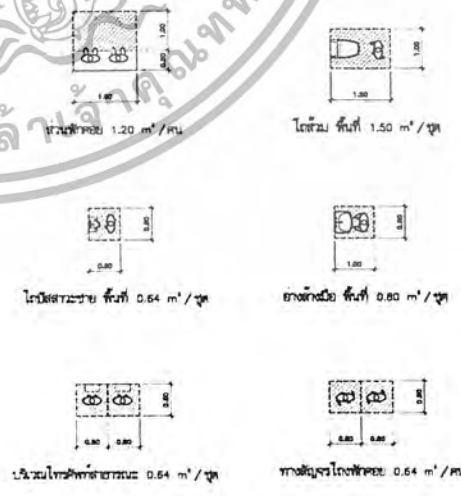 1.00
0.20
1.80
ส่วนพักคอย 1.20 m²/คน
1.00
1.50
โถส้วม พื้นที่ 1.50 m²/ชุด
0.80
0.80
โถปัสสาวะชาย พื้นที่ 0.64 m²/ชุด
0.80
1.00
อ่างล้างมือ พื้นที่ 0.80 m²/ชุด
0.80
0.80 0.80
บริเวณโทรศัพท์สาธารณะ 0.64 m²/ชุด
0.80
0.80 0.80
ทางสัญจรโถงพักคอย 0.64 m²/คน